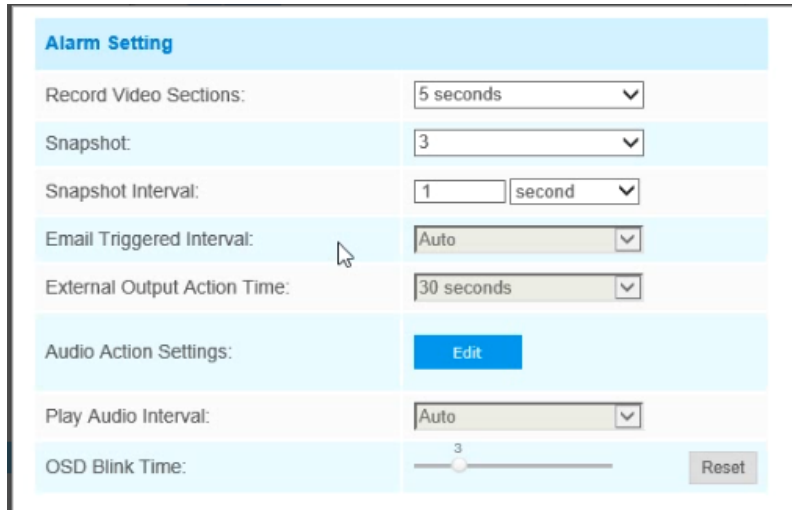 Alarm Setting
Record Video Sections: 5 seconds
Snapshot: 3
Snapshot Interval: 1 second
Email Triggered Interval: Auto
External Output Action Time: 30 seconds
Audio Action Settings: Edit
Play Audio Interval: Auto
3
OSD Blink Time: Reset